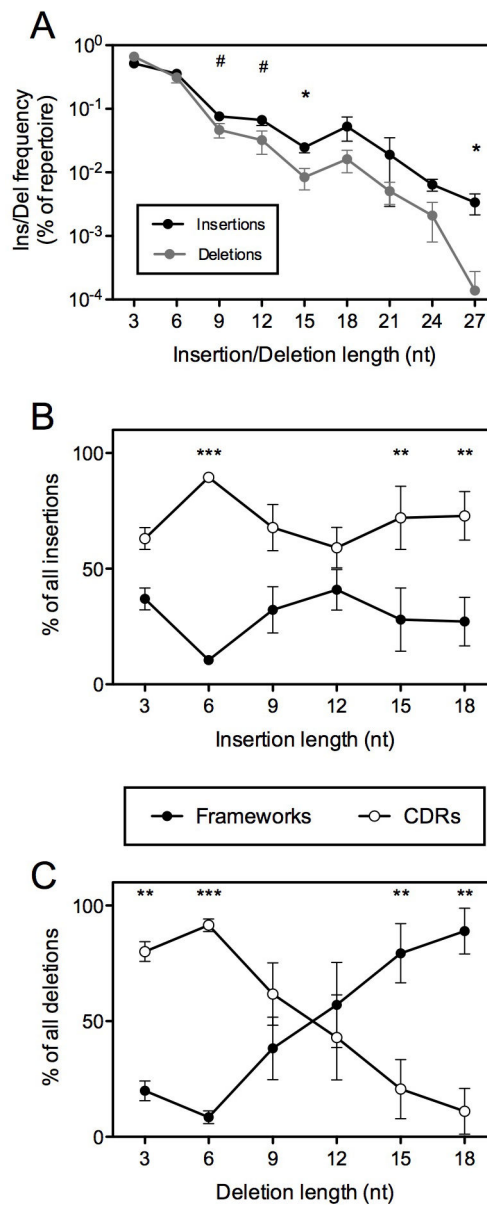 A
Ins/Del frequency
(% of repertoire)
10⁰
10⁻¹
10⁻²
10⁻³
10⁻⁴
# # * *
Insertions
Deletions
3 6 9 12 15 18 21 24 27
Insertion/Deletion length (nt)
B
% of all insertions
100
50
0
*** ** **
3 6 9 12 15 18
Insertion length (nt)
Frameworks CDRs
C
% of all deletions
100
50
0
** *** ** **
3 6 9 12 15 18
Deletion length (nt)